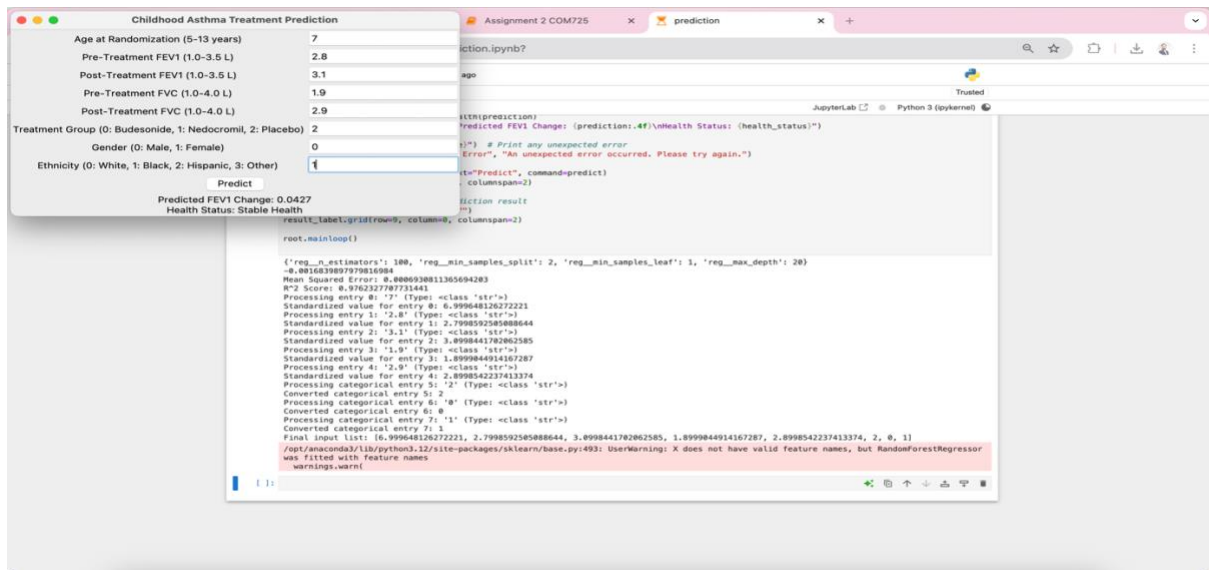 Childhood Asthma Treatment Prediction
Age at Randomization (5-13 years) 7
Pre-Treatment FEV1 (1.0-3.5 L) 2.8
Post-Treatment FEV1 (1.0-3.5 L) 3.1
Pre-Treatment FVC (1.0-4.0 L) 1.9
Post-Treatment FVC (1.0-4.0 L) 2.9
Treatment Group (0: Budesonide, 1: Nedocromil, 2: Placebo) 2
Gender (0: Male, 1: Female) 0
Ethnicity (0: White, 1: Black, 2: Hispanic, 3: Other) 1
Predict
Predicted FEV1 Change: 0.0427
Health Status: Stable Health
Assignment 2 COM725
prediction
ction.ipynb?
ago
Trusted
JupyterLab
Python 3 (ipykernel)
lth(prediction)
redicted FEV1 Change: {prediction:.4f}\nHealth Status: {health_status}")
") # Print any unexpected error
Error", "An unexpected error occurred. Please try again.")
t="Predict", command=predict)
columnspan=2)
diction result
")
result_label.grid(row=9, column=0, columnspan=2)
root.mainloop()
{'reg__n_estimators': 100, 'reg__min_samples_split': 2, 'reg__min_samples_leaf': 1, 'reg__max_depth': 20}
-0.0016839897979816984
Mean Squared Error: 0.0006930811365694203
R^2 Score: 0.9762327707731441
Processing entry 0: '7' (Type: <class 'str'>)
Standardized value for entry 0: 6.999648126272221
Processing entry 1: '2.8' (Type: <class 'str'>)
Standardized value for entry 1: 2.7998592505088644
Processing entry 2: '3.1' (Type: <class 'str'>)
Standardized value for entry 2: 3.0998441702062585
Processing entry 3: '1.9' (Type: <class 'str'>)
Standardized value for entry 3: 1.8999044914167287
Processing entry 4: '2.9' (Type: <class 'str'>)
Standardized value for entry 4: 2.8998542237413374
Processing categorical entry 5: '2' (Type: <class 'str'>)
Converted categorical entry 5: 2
Processing categorical entry 6: '0' (Type: <class 'str'>)
Converted categorical entry 6: 0
Processing categorical entry 7: '1' (Type: <class 'str'>)
Converted categorical entry 7: 1
Final input list: [6.999648126272221, 2.7998592505088644, 3.0998441702062585, 1.8999044914167287, 2.8998542237413374, 2, 0, 1]
/opt/anaconda3/lib/python3.12/site-packages/sklearn/base.py:493: UserWarning: X does not have valid feature names, but RandomForestRegressor
was fitted with feature names
warnings.warn(
[ ]: